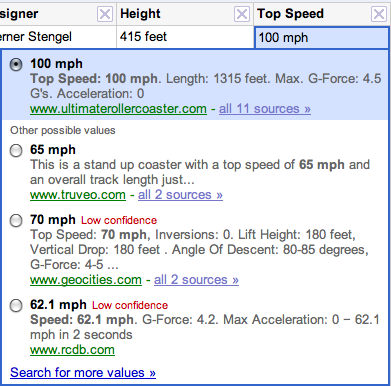 signer Height Top Speed
erner Stengel 415 feet 100 mph
100 mph
Top Speed: 100 mph. Length: 1315 feet. Max. G-Force: 4.5
G's. Acceleration: 0
www.ultimaterollercoaster.com - all 11 sources »
Other possible values
65 mph
This is a stand up coaster with a top speed of 65 mph and
an overall track length just...
www.truveo.com - all 2 sources »
70 mph Low confidence
Top Speed: 70 mph, Inversions: 0. Lift Height: 180 feet,
Vertical Drop: 180 feet . Angle Of Descent: 80-85 degrees,
G-Force: 4-5 ...
www.geocities.com - all 2 sources »
62.1 mph Low confidence
Speed: 62.1 mph. G-Force: 4.2. Max Acceleration: 0 − 62.1
mph in 2 seconds
www.rcdb.com
Search for more values »